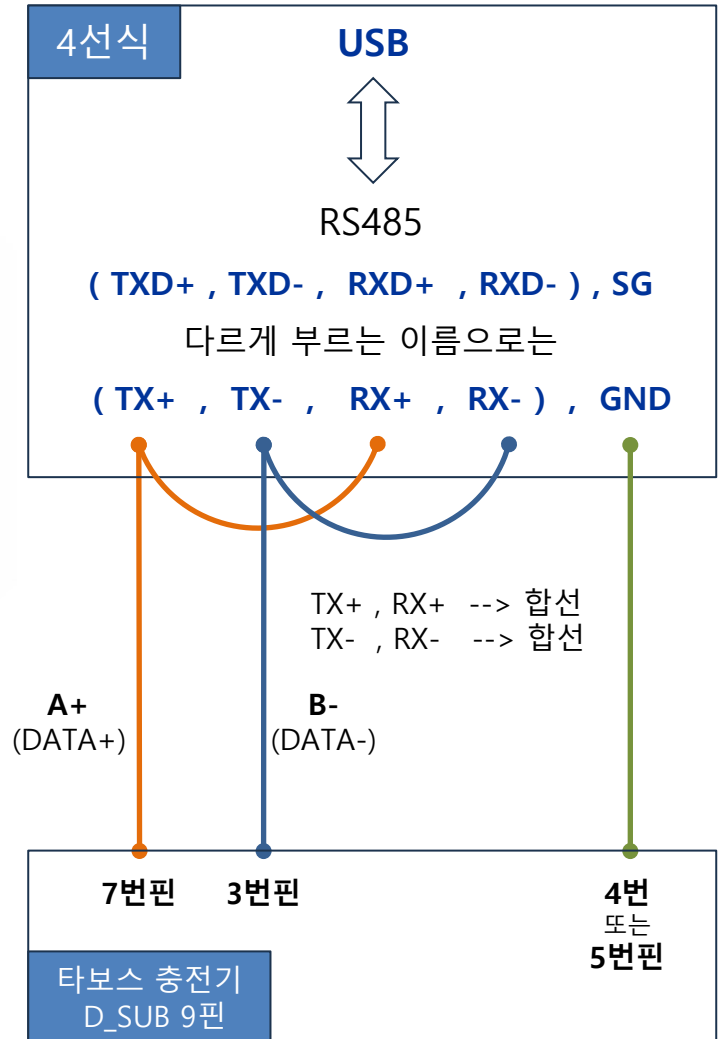 4선식
USB
RS485
( TXD+ , TXD- , RXD+ , RXD- ) , SG
다르게 부르는 이름으로는
( TX+ , TX- , RX+ , RX- ) , GND
TX+ , RX+ --> 합선
TX- , RX- --> 합선
A+
(DATA+)
B-
(DATA-)
7번핀 3번핀 4번
또는
5번핀
타보스 충전기
D_SUB 9핀